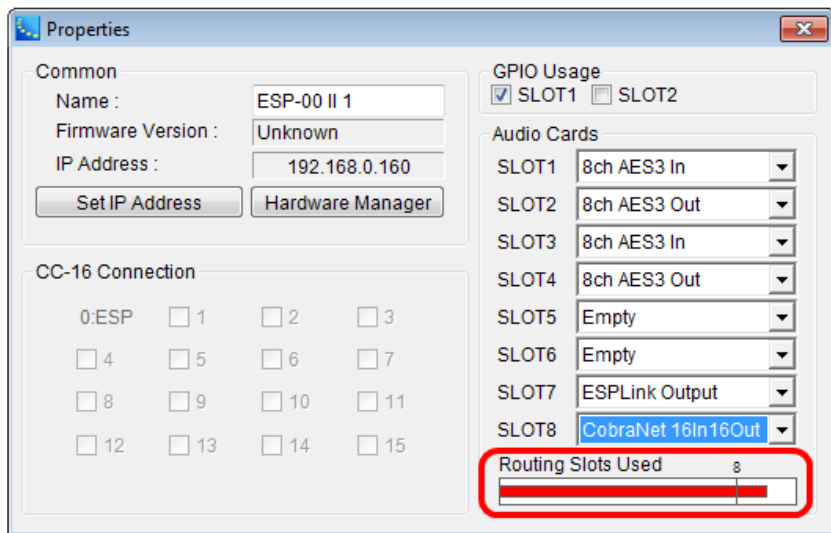 Properties
Common
Name :
ESP-00 II 1
Firmware Version :
Unknown
IP Address :
192.168.0.160
Set IP Address
Hardware Manager
CC-16 Connection
0:ESP 1 2 3
4 5 6 7
8 9 10 11
12 13 14 15
GPIO Usage
SLOT1 SLOT2
Audio Cards
SLOT1 8ch AES3 In
SLOT2 8ch AES3 Out
SLOT3 8ch AES3 In
SLOT4 8ch AES3 Out
SLOT5 Empty
SLOT6 Empty
SLOT7 ESPLink Output
SLOT8 CobraNet 16In16Out
Routing Slots Used 8